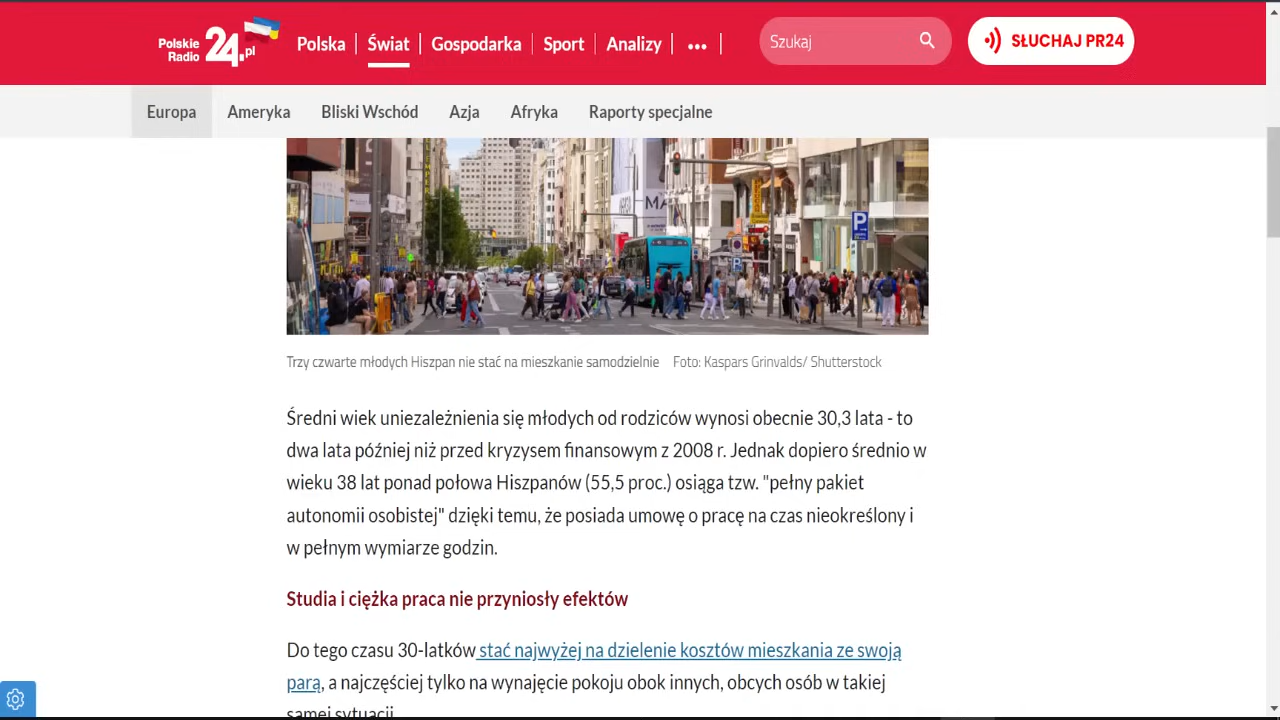 Polskie
Radio
24.pl
Polska
Świat
Gospodarka
Sport
Analizy
•••
Szukaj
SŁUCHAJ PR24
Europa
Ameryka
Bliski Wschód
Azja
Afryka
Raporty specjalne
P
Trzy czwarte młodych Hiszpan nie stać na mieszkanie samodzielnie Foto: Kaspars Grinvalds/ Shutterstock
Średni wiek uniezależnienia się młodych od rodziców wynosi obecnie 30,3 lata - to
dwa lata później niż przed kryzysem finansowym z 2008 r. Jednak dopiero średnio w
wieku 38 lat ponad połowa Hiszpanów (55,5 proc.) osiąga tzw. "pełny pakiet
autonomii osobistej" dzięki temu, że posiada umowę o pracę na czas nieokreślony i
w pełnym wymiarze godzin.
Studia i ciężka praca nie przyniosły efektów
Do tego czasu 30-latków stać najwyżej na dzielenie kosztów mieszkania ze swoją
parą, a najczęściej tylko na wynajęcie pokoju obok innych, obcych osób w takiej
samej sytuacji.